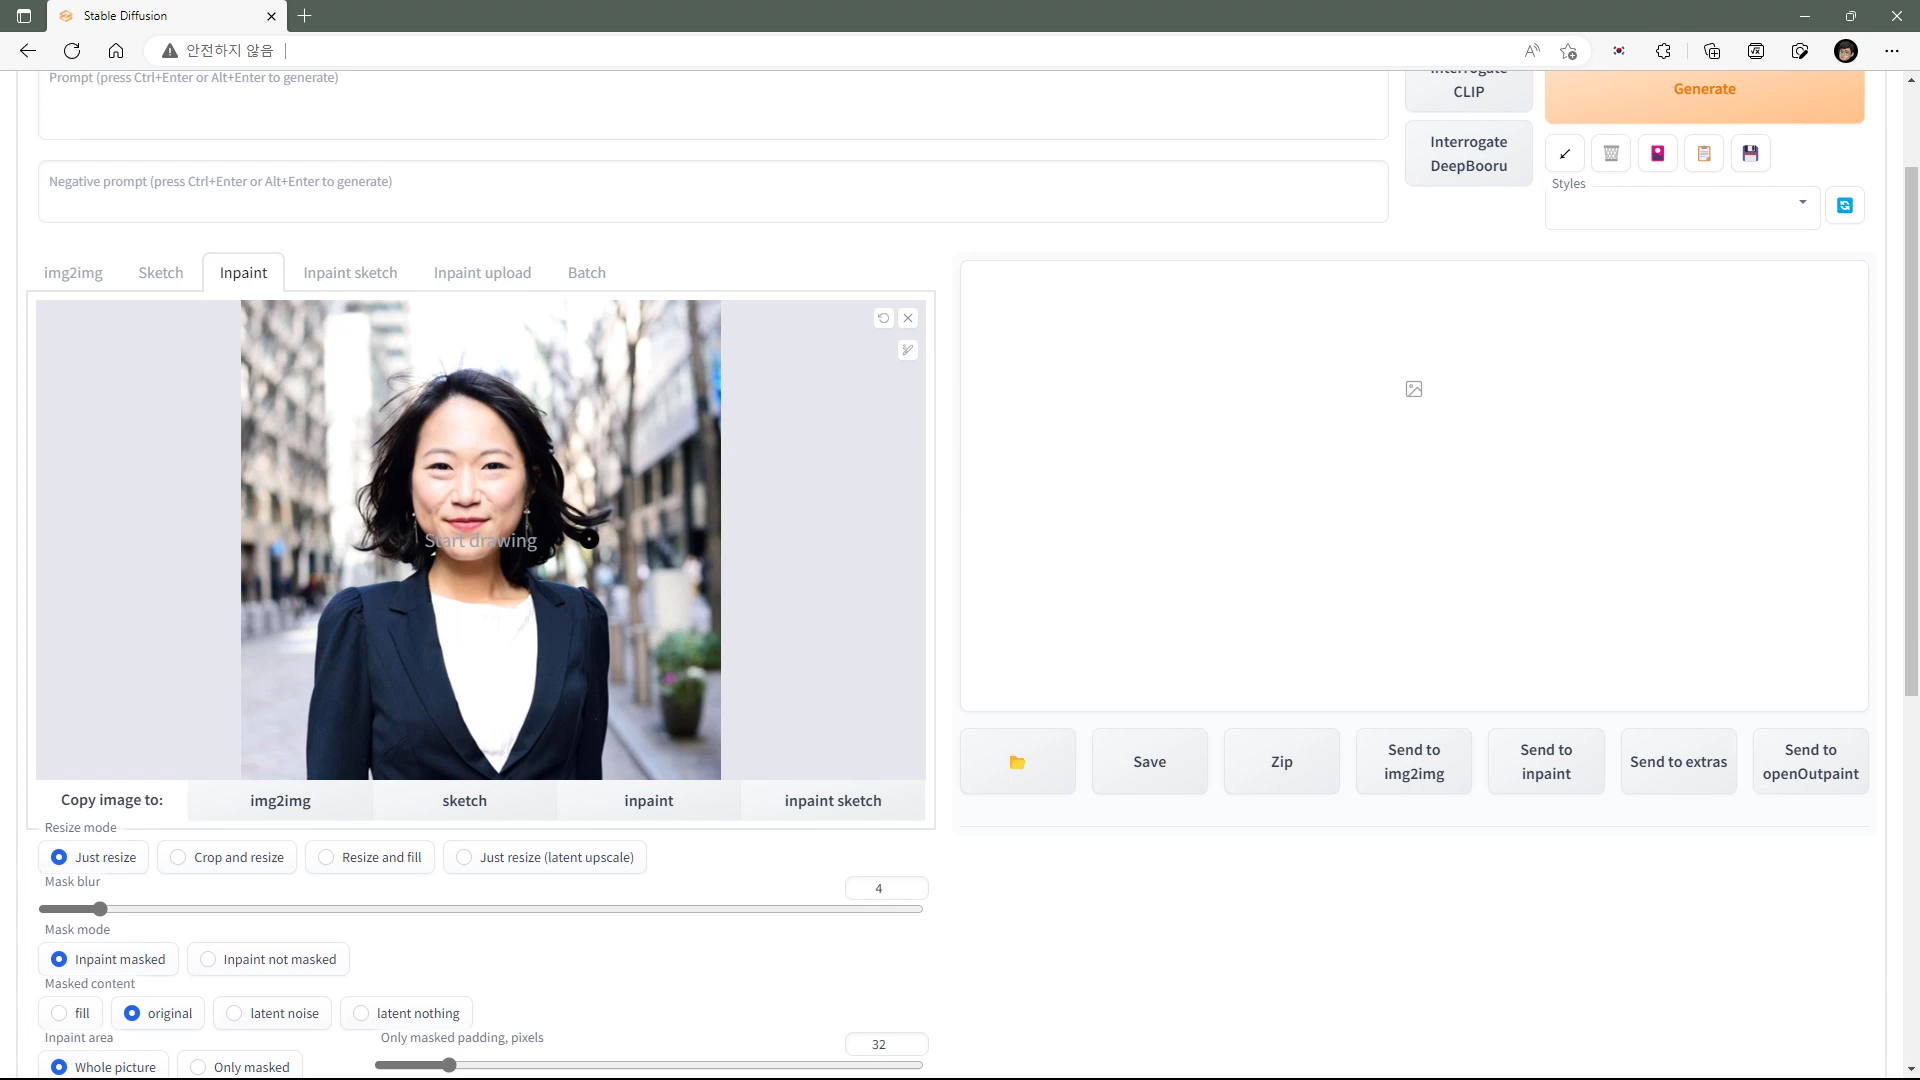 Stable Diffusion
안전하지 않음
Prompt (press Ctrl+Enter or Alt+Enter to generate)
Interrogate
CLIP
Generate
Interrogate
DeepBooru
Negative prompt (press Ctrl+Enter or Alt+Enter to generate)
Styles
img2img
Sketch
Inpaint
Inpaint sketch
Inpaint upload
Batch
Start drawing
Save
Zip
Send to
img2img
Send to
inpaint
Send to extras
Send to
openOutpaint
Copy image to:
img2img
sketch
inpaint
inpaint sketch
Resize mode
Just resize
Crop and resize
Resize and fill
Just resize (latent upscale)
Mask blur
4
Mask mode
Inpaint masked
Inpaint not masked
Masked content
fill
original
latent noise
latent nothing
Inpaint area
Only masked padding, pixels
32
Whole picture
Only masked